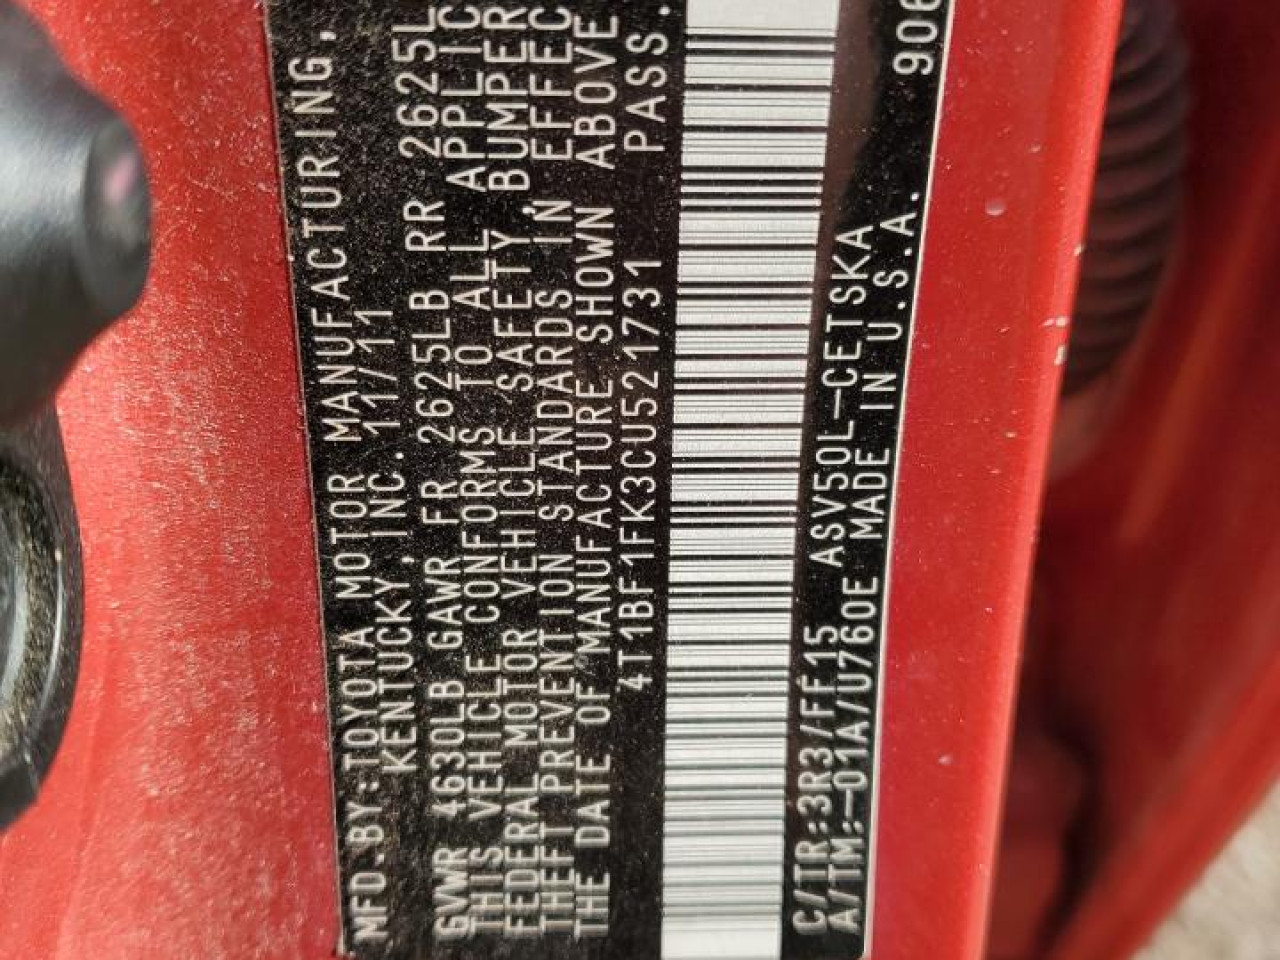 MFD.BY:TOYOTA MOTOR MANUFACTURING,
KENTUCKY, INC. 11/11
GVWR 4630LB GAWR FR 2625LB RR 2625L
THIS VEHICLE CONFORMS TO ALL APPLIC
FEDERAL MOTOR VEHICLE SAFETY, BUMPER
THEFT PREVENTION STANDARDS IN EFFEC
THE DATE OF MANUFACTURE SHOWN ABOVE
4T1BF1FK3CU521731 PASS.
C/TR:3R3/FF15 ASV50L-CETSKA
A/TM:-01A/U760E MADE IN U.S.A. 906